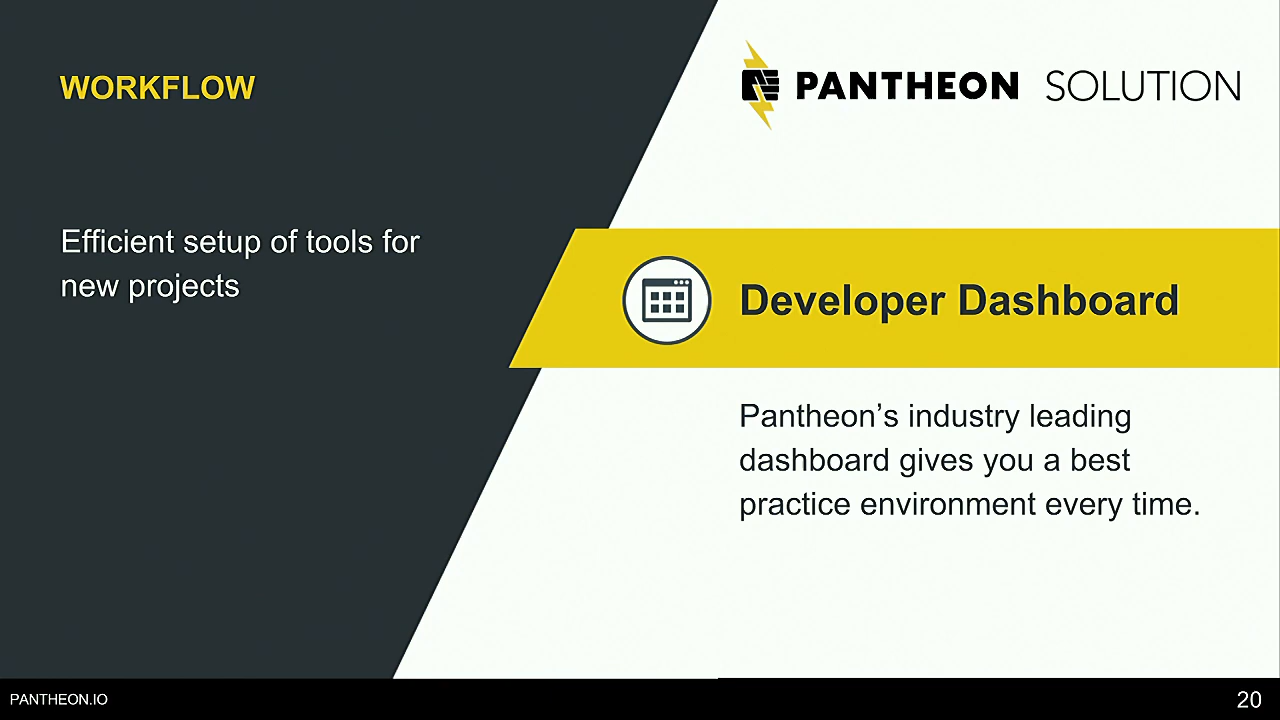 WORKFLOW
PANTHEON SOLUTION
Efficient setup of tools for
new projects
Developer Dashboard
Pantheon’s industry leading
dashboard gives you a best
practice environment every time.
PANTHEON.IO
20